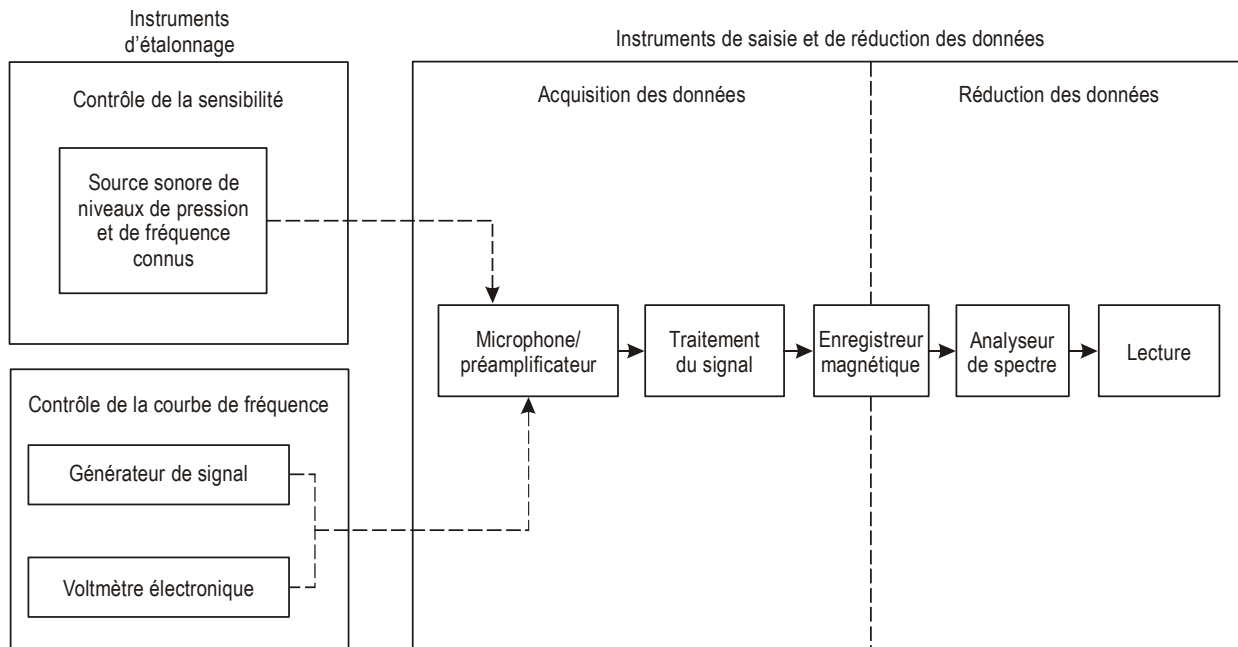 Instruments
d’étalonnage
Contrôle de la sensibilité
Source sonore de
niveaux de pression
et de fréquence
connus
Contrôle de la courbe de fréquence
Générateur de signal
Voltmètre électronique
Instruments de saisie et de réduction des données
Acquisition des données
Réduction des données
Microphone/
préamplificateur
Traitement
du signal
Enregistreur
magnétique
Analyseur
de spectre
Lecture